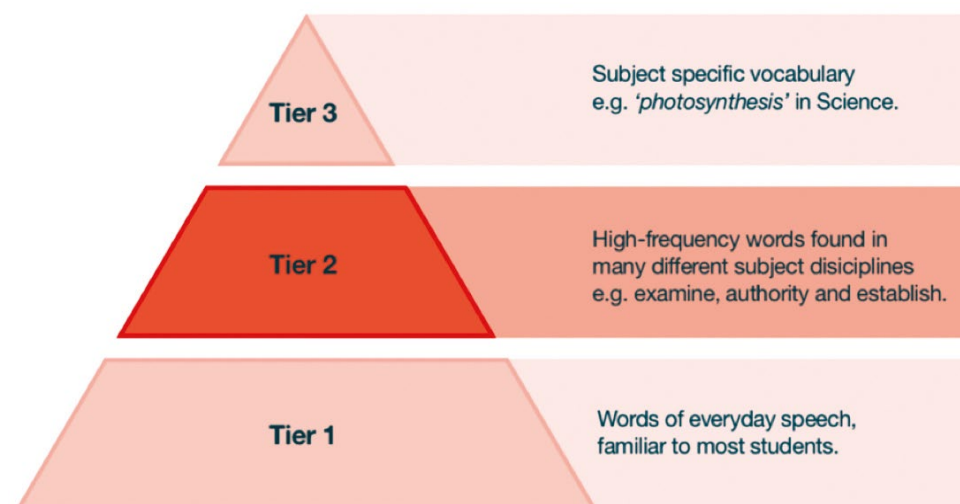 Tier 3
Subject specific vocabulary
e.g. ‘photosynthesis’ in Science.
Tier 2
High-frequency words found in
many different subject disiciplines
e.g. examine, authority and establish.
Tier 1
Words of everyday speech,
familiar to most students.